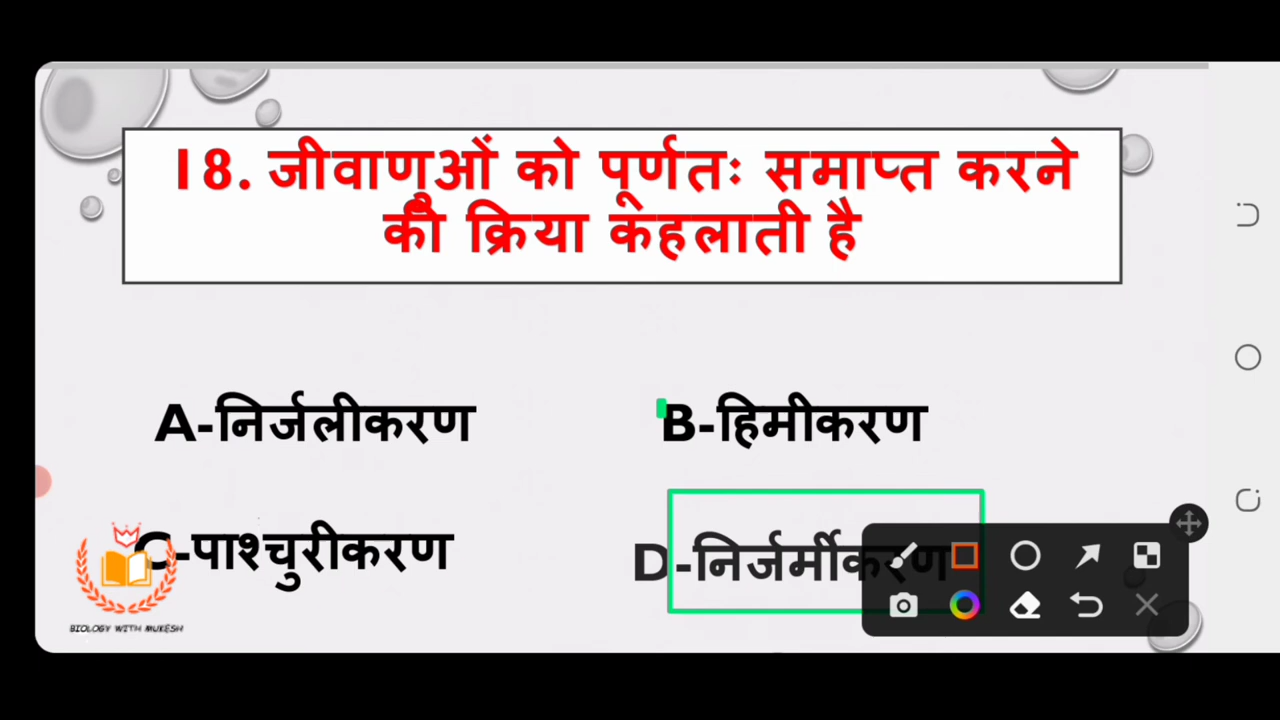 18. जीवाणुओं को पूर्णतः समाप्त करने
की क्रिया कहलाती है
A-निर्जलीकरण
B-हिमीकरण
C-पाश्चुरीकरण
D-निर्जर्मीकरण
BIOLOGY WITH MUKESH